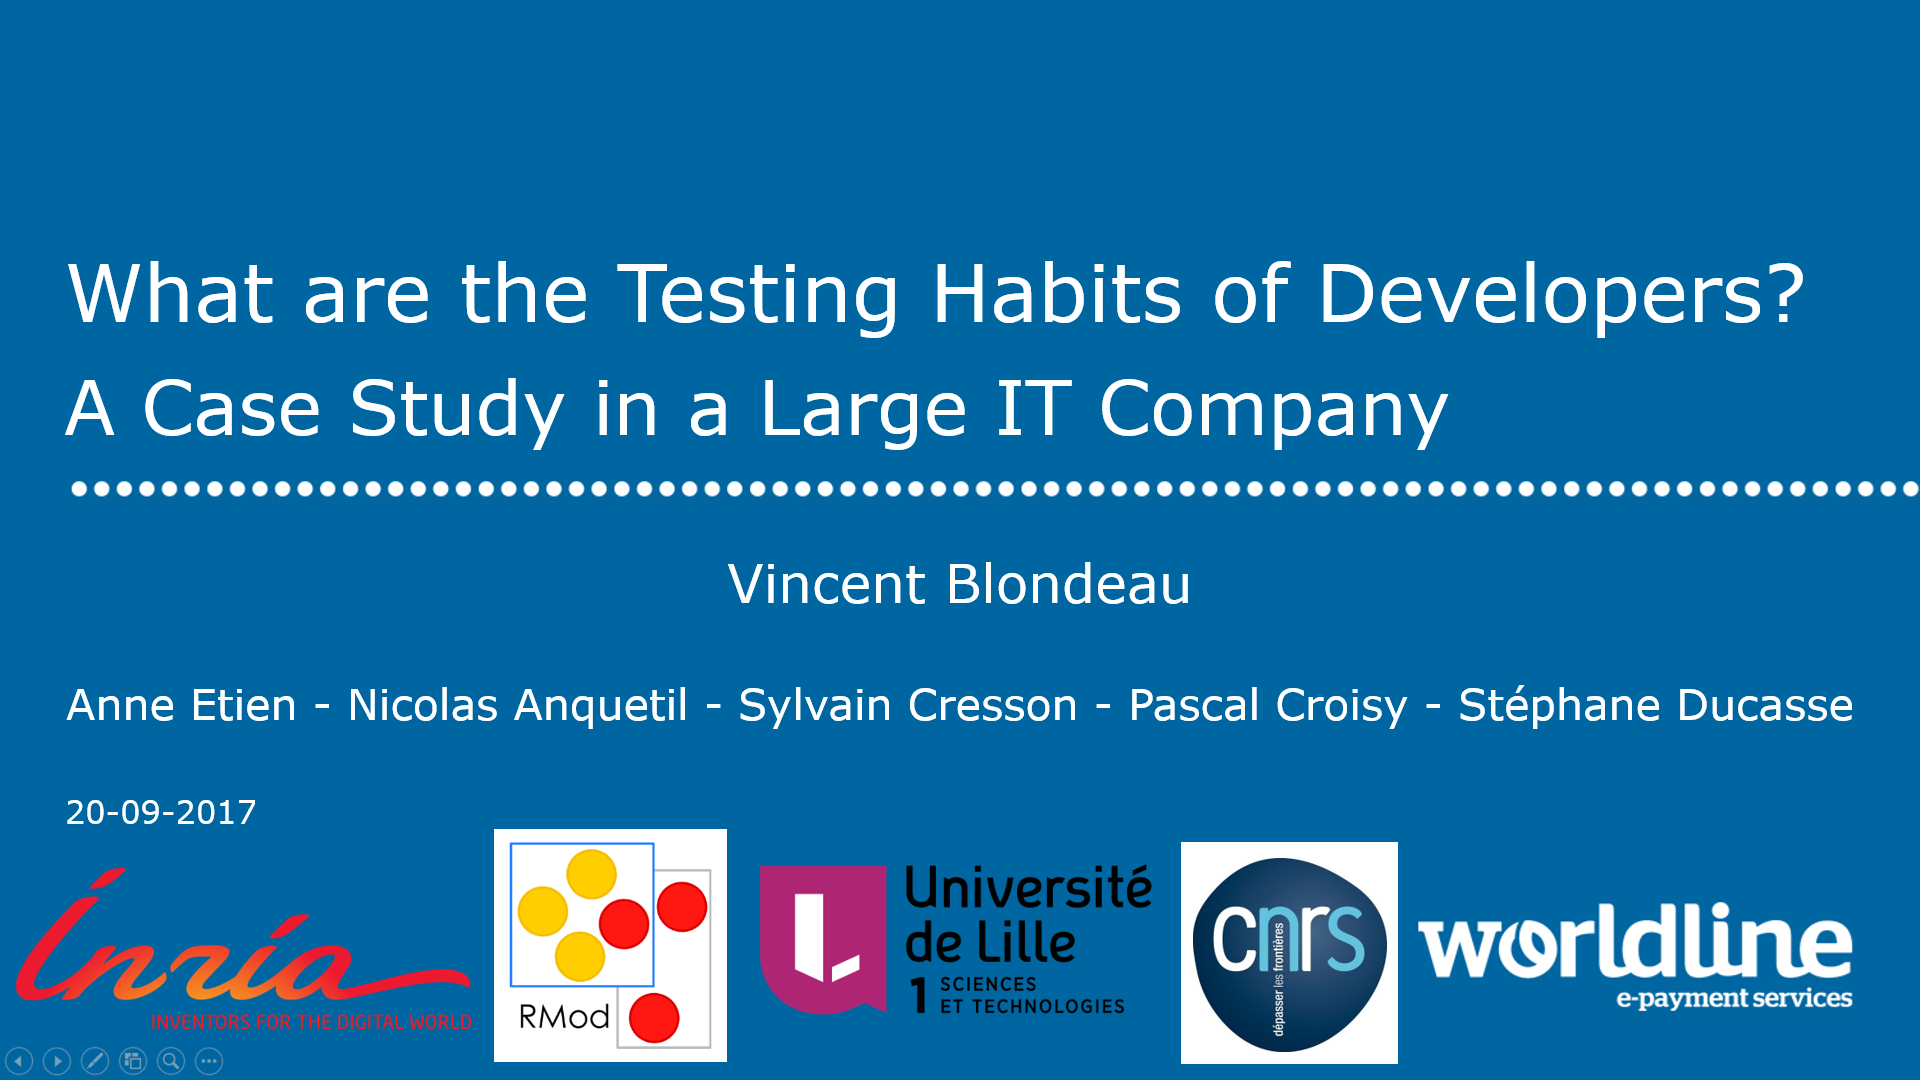 What are the Testing Habits of Developers?
A Case Study in a Large IT Company
Vincent Blondeau
Anne Etien - Nicolas Anquetil - Sylvain Cresson - Pascal Croisy - Stéphane Ducasse
20-09-2017
Inría
INVENTORS FOR THE DIGITAL WORLD
RMod
Université
de Lille
1 SCIENCES
ET TECHNOLOGIES
cnrs
dépasser les frontières
worldline
e-payment services